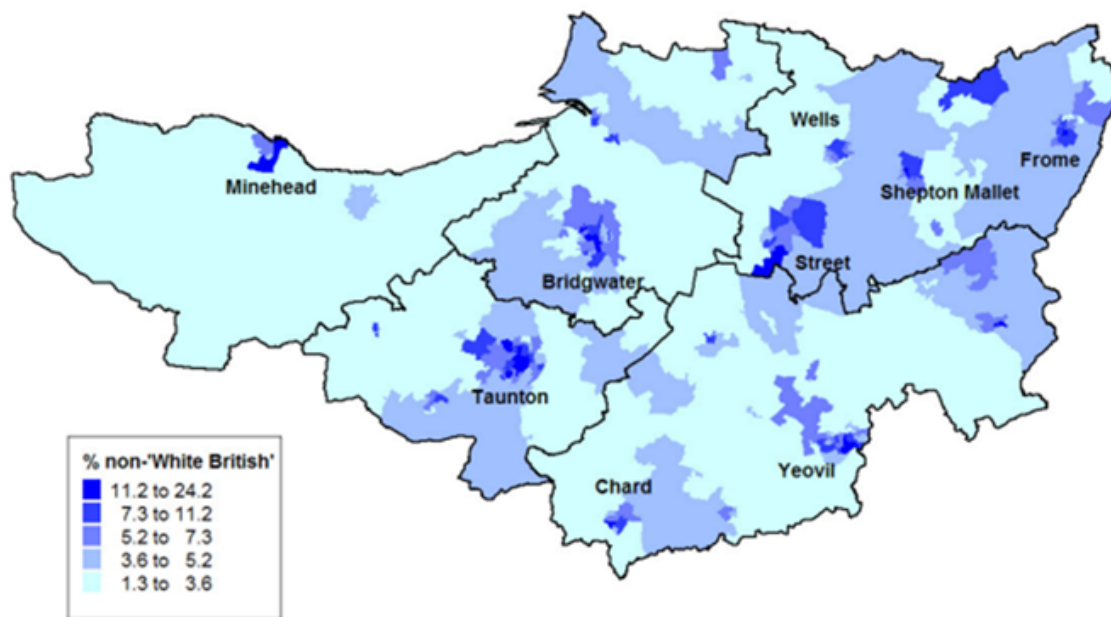 Wells
Frome
Minehead
Shepton Mallet
Street
Bridgwater
Taunton
Yeovil
Chard
% non-'White British'
11.2 to 24.2
7.3 to 11.2
5.2 to 7.3
3.6 to 5.2
1.3 to 3.6